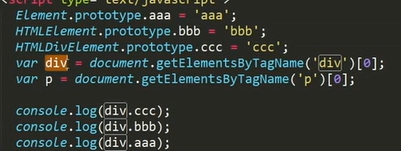 <script type="text/javascript">
Element.prototype.aaa = 'aaa';
HTMLElement.prototype.bbb = 'bbb';
HTMLDivElement.prototype.ccc = 'ccc';
var div = document.getElementsByTagName('div')[0];
var p = document.getElementsByTagName('p')[0];
console.log(div.ccc);
console.log(div.bbb);
console.log(div.aaa);